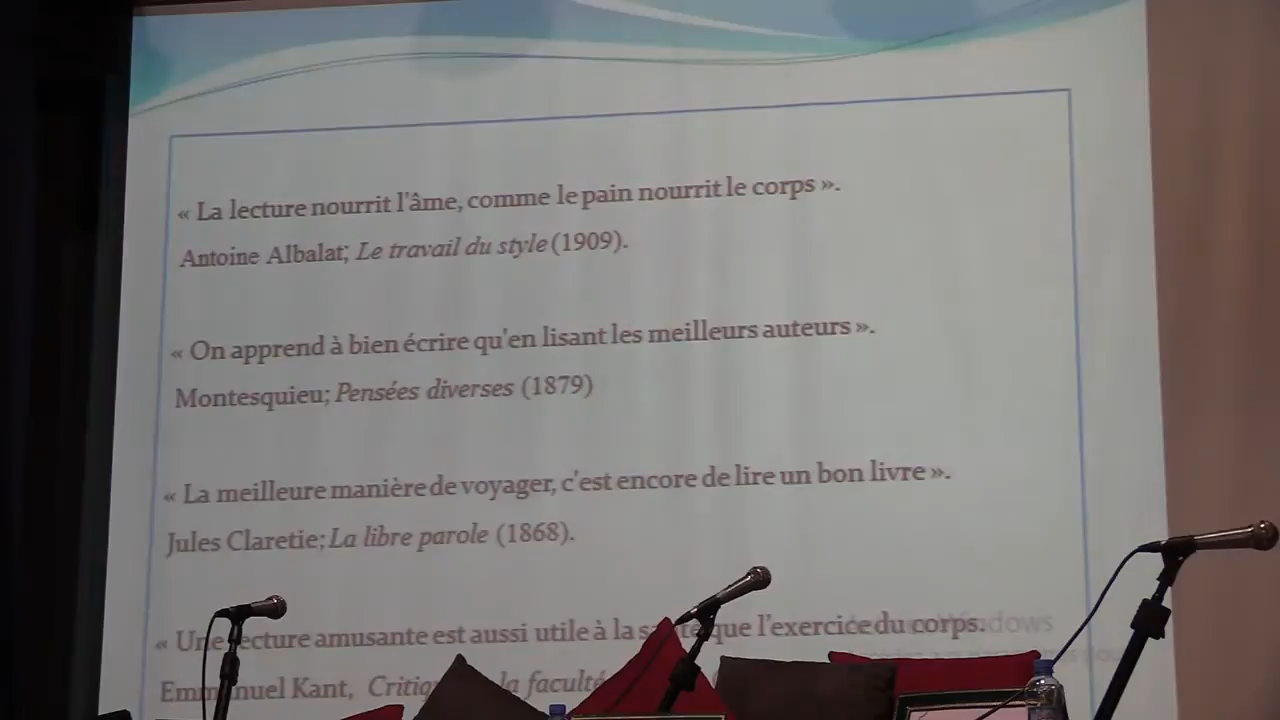 « La lecture nourrit l'âme, comme le pain nourrit le corps ».
Antoine Albalat; Le travail du style (1909).
« On apprend à bien écrire qu'en lisant les meilleurs auteurs ».
Montesquieu; Pensées diverses (1879)
« La meilleure manière de voyager, c'est encore de lire un bon livre ».
Jules Claretie; La libre parole (1868).
« Une lecture amusante est aussi utile à la santé que l'exercice du corps.
Emmanuel Kant, la faculté